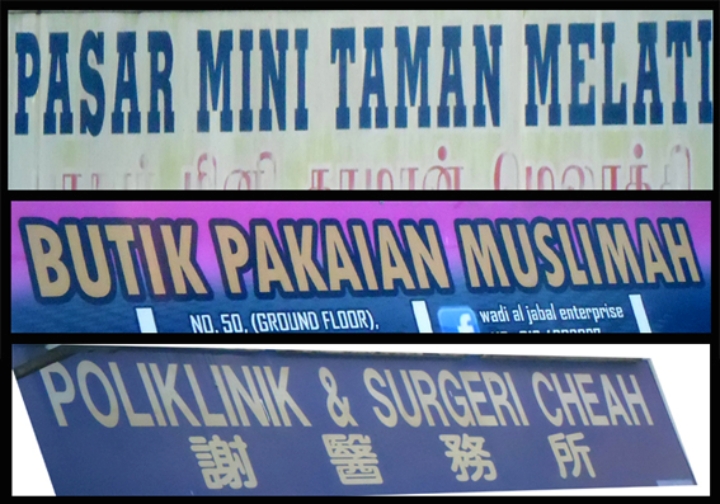 PASAR MINI TAMAN MELATI
மினி தாமான் மெலாத்தி
BUTIK PAKAIAN MUSLIMAH
NO. 50, (GROUND FLOOR),
wadi al jabal enterprise
POLIKLINIK & SURGERI CHEAH
謝醫務所